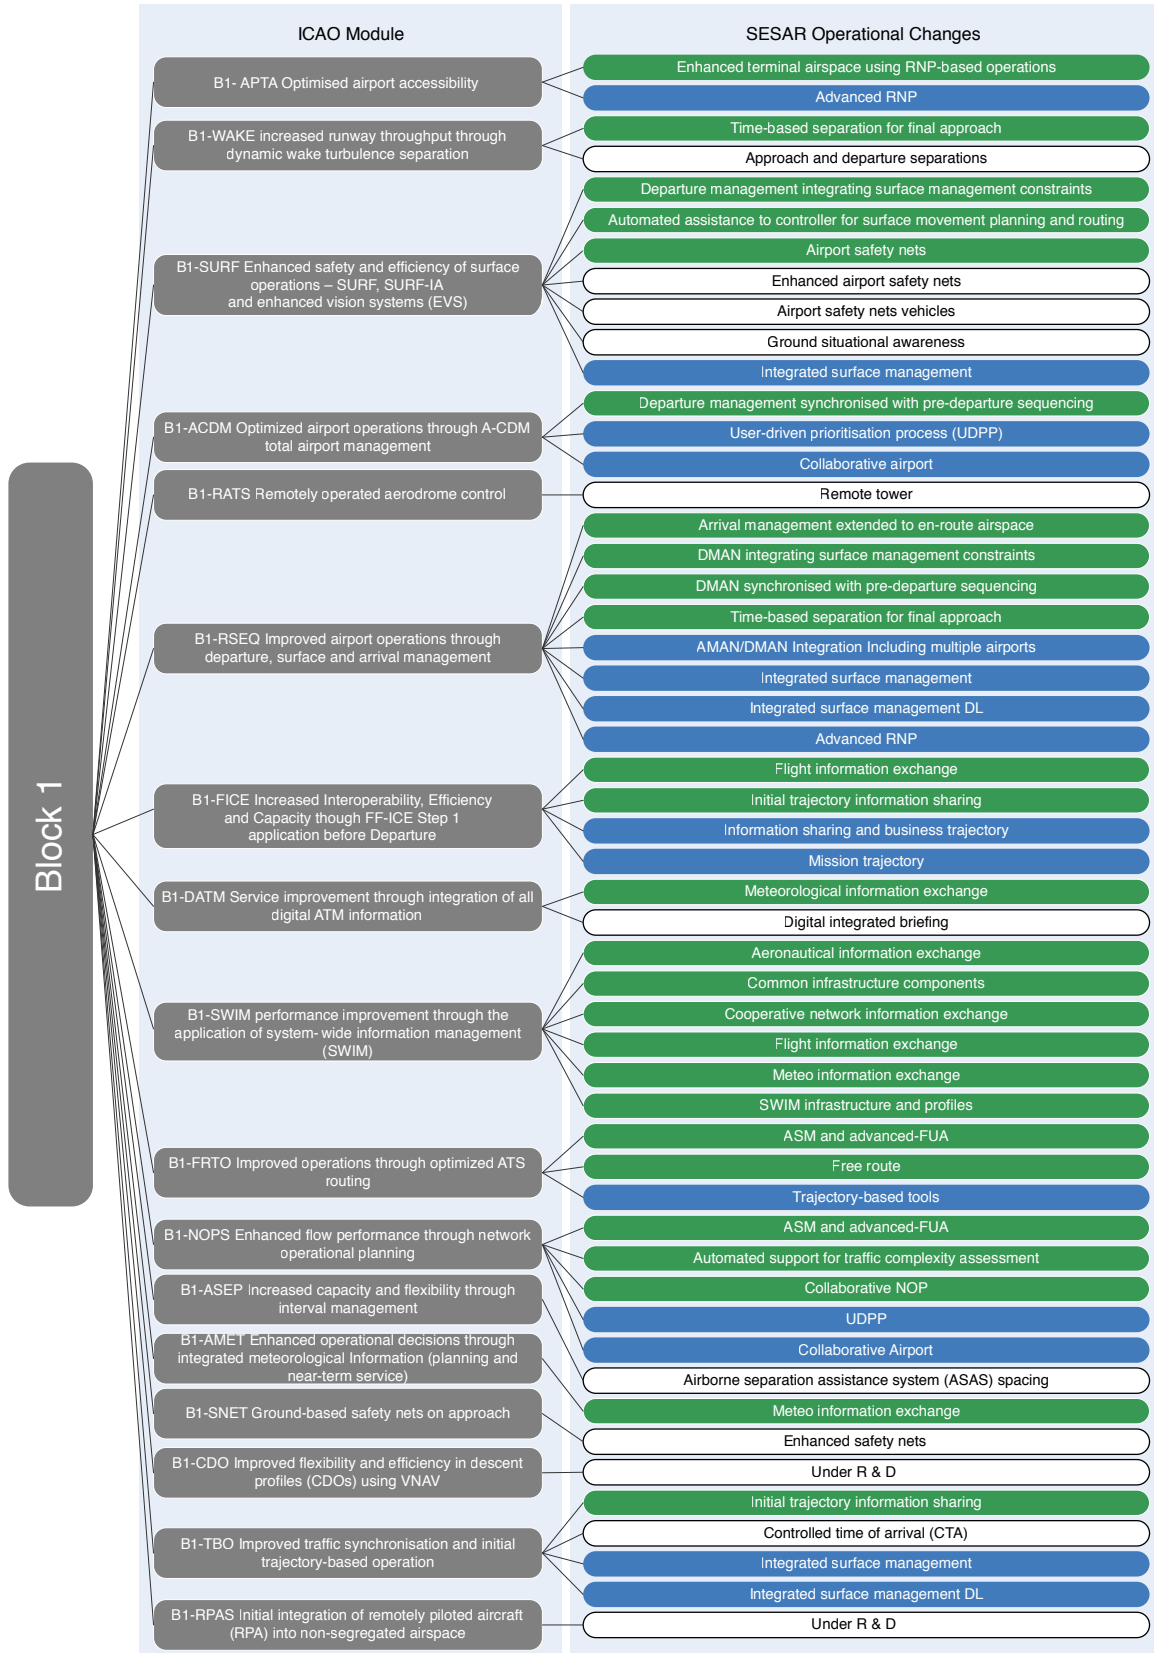 ICAO Module
SESAR Operational Changes
Block 1
B1- APTA Optimised airport accessibility
Enhanced terminal airspace using RNP-based operations
Advanced RNP
B1-WAKE increased runway throughput through
dynamic wake turbulence separation
Time-based separation for final approach
Approach and departure separations
B1-SURF Enhanced safety and efficiency of surface
operations – SURF, SURF-IA
and enhanced vision systems (EVS)
Departure management integrating surface management constraints
Automated assistance to controller for surface movement planning and routing
Airport safety nets
Enhanced airport safety nets
Airport safety nets vehicles
Ground situational awareness
Integrated surface management
B1-ACDM Optimized airport operations through A-CDM
total airport management
Departure management synchronised with pre-departure sequencing
User-driven prioritisation process (UDPP)
Collaborative airport
B1-RATS Remotely operated aerodrome control
Remote tower
B1-RSEQ Improved airport operations through
departure, surface and arrival management
Arrival management extended to en-route airspace
DMAN integrating surface management constraints
DMAN synchronised with pre-departure sequencing
Time-based separation for final approach
AMAN/DMAN Integration Including multiple airports
Integrated surface management
Integrated surface management DL
Advanced RNP
B1-FICE Increased Interoperability, Efficiency
and Capacity though FF-ICE Step 1
application before Departure
Flight information exchange
Initial trajectory information sharing
Information sharing and business trajectory
Mission trajectory
B1-DATM Service improvement through integration of all
digital ATM information
Meteorological information exchange
Digital integrated briefing
B1-SWIM performance improvement through the
application of system- wide information management
(SWIM)
Aeronautical information exchange
Common infrastructure components
Cooperative network information exchange
Flight information exchange
Meteo information exchange
SWIM infrastructure and profiles
B1-FRTO Improved operations through optimized ATS
routing
ASM and advanced-FUA
Free route
Trajectory-based tools
B1-NOPS Enhanced flow performance through network
operational planning
ASM and advanced-FUA
Automated support for traffic complexity assessment
Collaborative NOP
UDPP
Collaborative Airport
B1-ASEP Increased capacity and flexibility through
interval management
Airborne separation assistance system (ASAS) spacing
B1-AMET Enhanced operational decisions through
integrated meteorological Information (planning and
near-term service)
Meteo information exchange
B1-SNET Ground-based safety nets on approach
Enhanced safety nets
B1-CDO Improved flexibility and efficiency in descent
profiles (CDOs) using VNAV
Under R & D
B1-TBO Improved traffic synchronisation and initial
trajectory-based operation
Initial trajectory information sharing
Controlled time of arrival (CTA)
Integrated surface management
Integrated surface management DL
B1-RPAS Initial integration of remotely piloted aircraft
(RPA) into non-segregated airspace
Under R & D